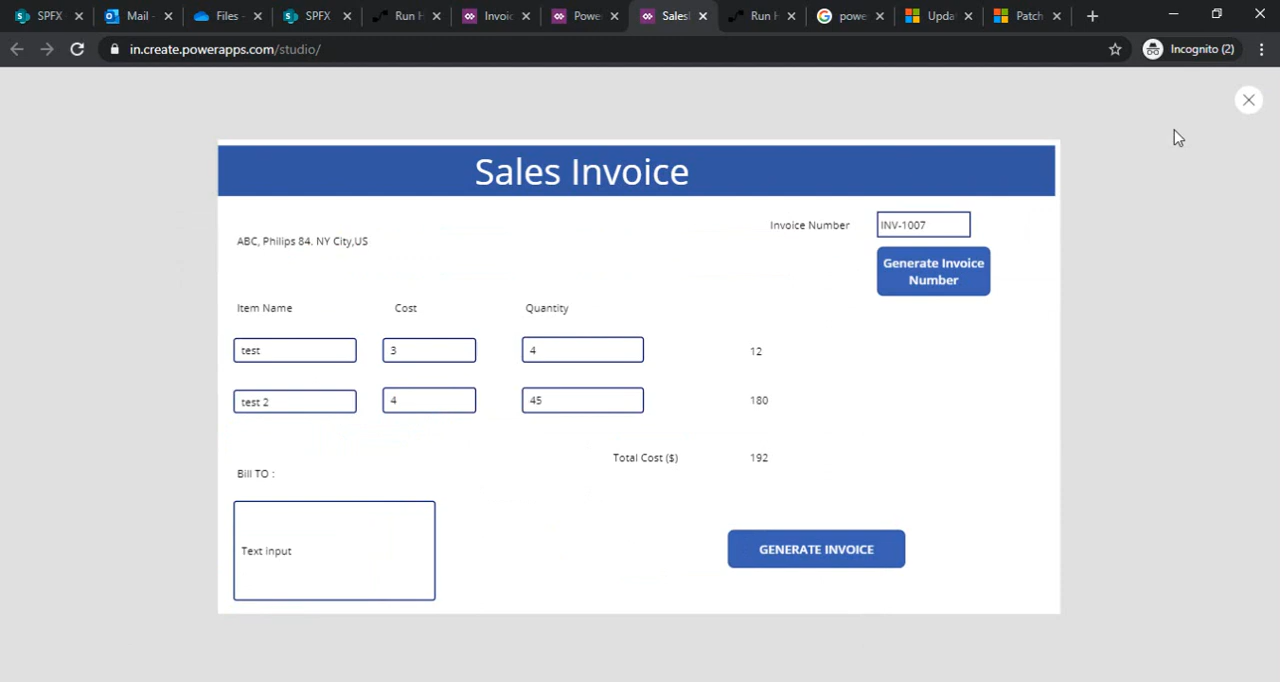 SPFX
Mail -
Files -
SPFX
Run H
Invoic
Power
Sales
Run H
powe
Upda
Patch
in.create.powerapps.com/studio/
Incognito (2)
Sales Invoice
Invoice Number
INV-1007
ABC, Philips 84. NY City,US
Generate Invoice
Number
Item Name
Cost
Quantity
test
3
4
12
test 2
4
45
180
Total Cost ($)
192
Bill TO :
Text input
GENERATE INVOICE